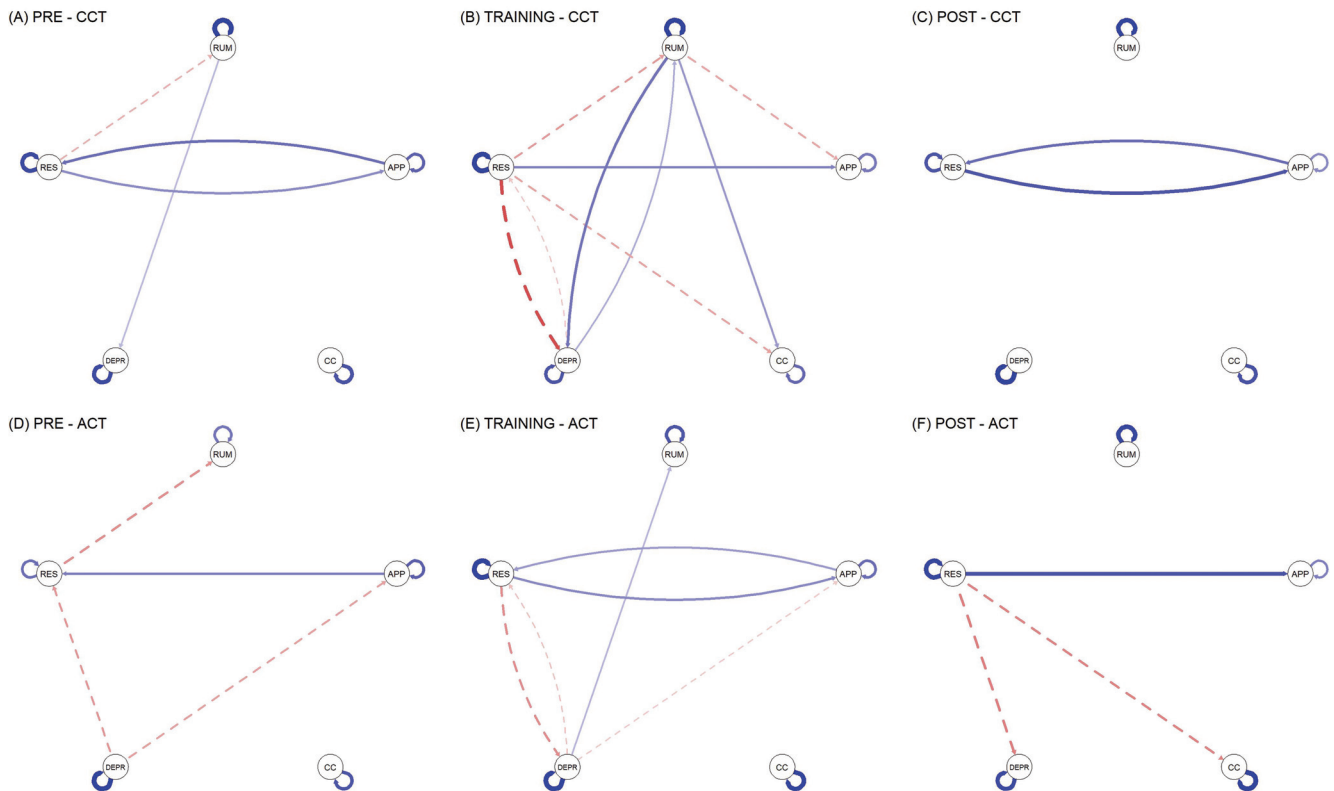 (A) PRE - CCT
RUM
RES
APP
DEPR
CC
(B) TRAINING - CCT
RUM
RES
APP
DEPR
CC
(C) POST - CCT
RUM
RES
APP
DEPR
CC
(D) PRE - ACT
RUM
RES
APP
DEPR
CC
(E) TRAINING - ACT
RUM
RES
APP
DEPR
CC
(F) POST - ACT
RUM
RES
APP
DEPR
CC